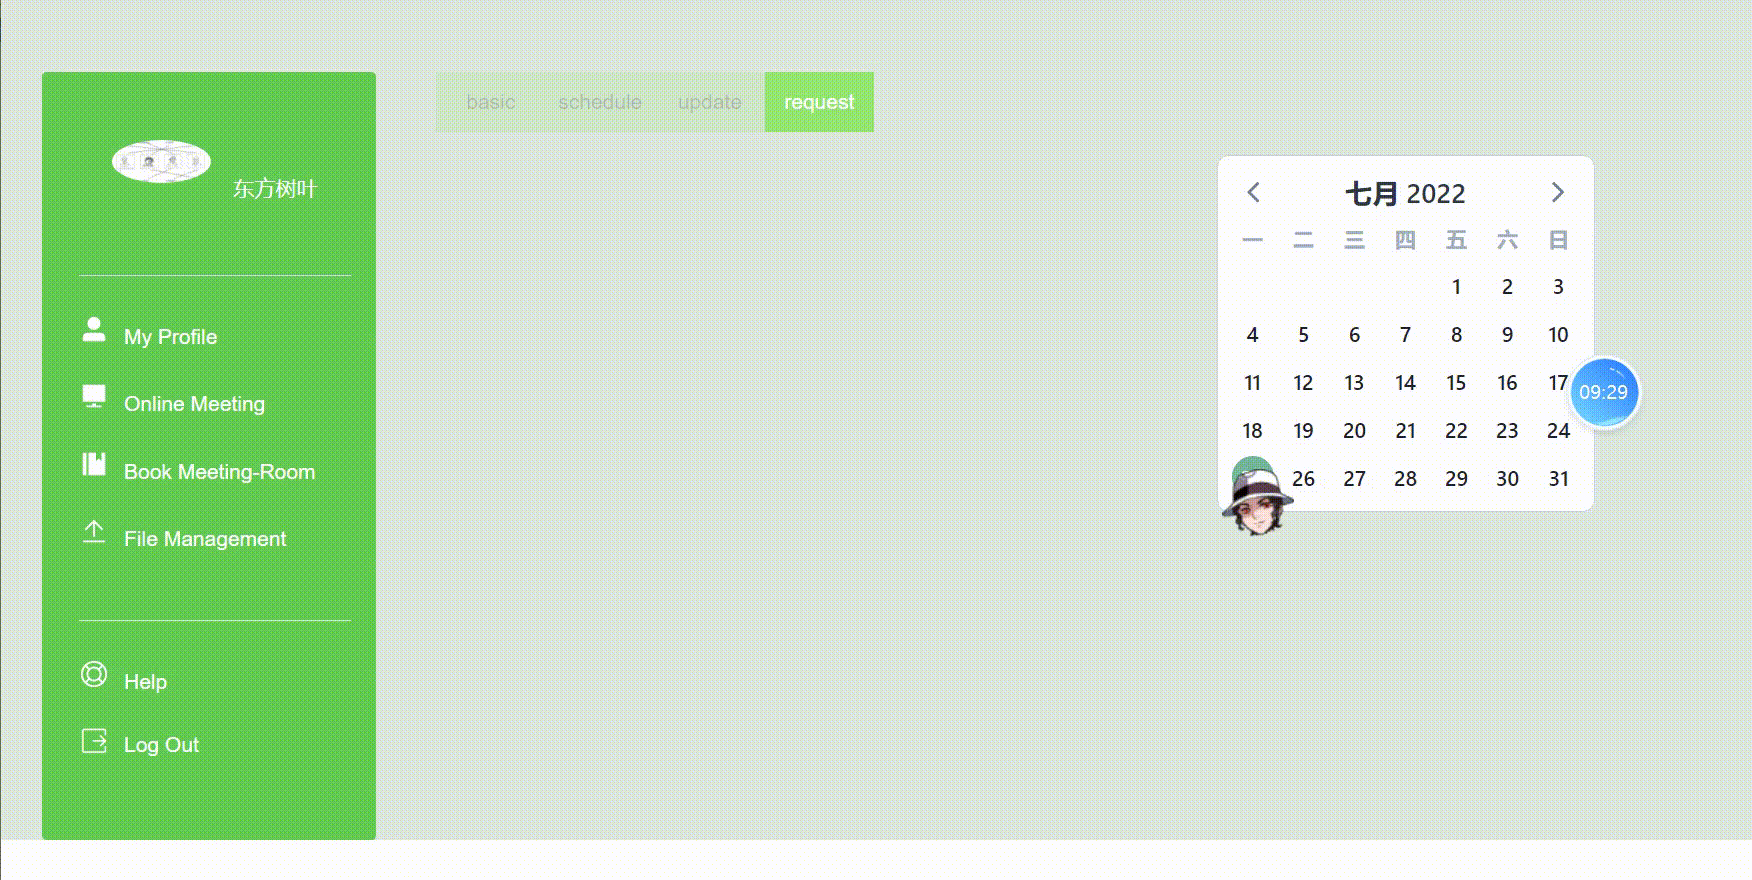 basic schedule update request
东方树叶
My Profile
Online Meeting
Book Meeting-Room
File Management
Help
Log Out
七月 2022
一 二 三 四 五 六 日
1 2 3
4 5 6 7 8 9 10
11 12 13 14 15 16 17
18 19 20 21 22 23 24
26 27 28 29 30 31
09:29